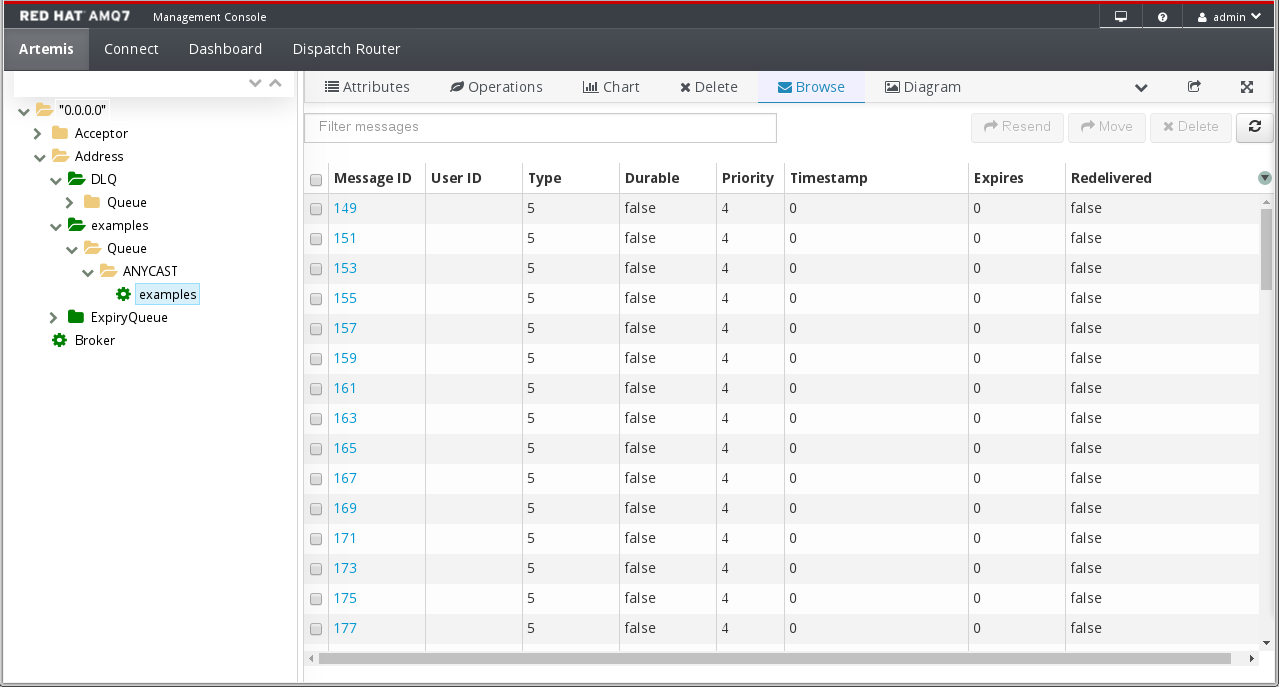 RED HAT AMQ7 Management Console admin
Artemis Connect Dashboard Dispatch Router
"0.0.0.0"
Acceptor
Address
DLQ
Queue
examples
Queue
ANYCAST
examples
ExpiryQueue
Broker
Attributes Operations Chart Delete Browse Diagram
Filter messages Resend Move Delete
Message ID User ID Type Durable Priority Timestamp Expires Redelivered
149 5 false 4 0 0 false
151 5 false 4 0 0 false
153 5 false 4 0 0 false
155 5 false 4 0 0 false
157 5 false 4 0 0 false
159 5 false 4 0 0 false
161 5 false 4 0 0 false
163 5 false 4 0 0 false
165 5 false 4 0 0 false
167 5 false 4 0 0 false
169 5 false 4 0 0 false
171 5 false 4 0 0 false
173 5 false 4 0 0 false
175 5 false 4 0 0 false
177 5 false 4 0 0 false